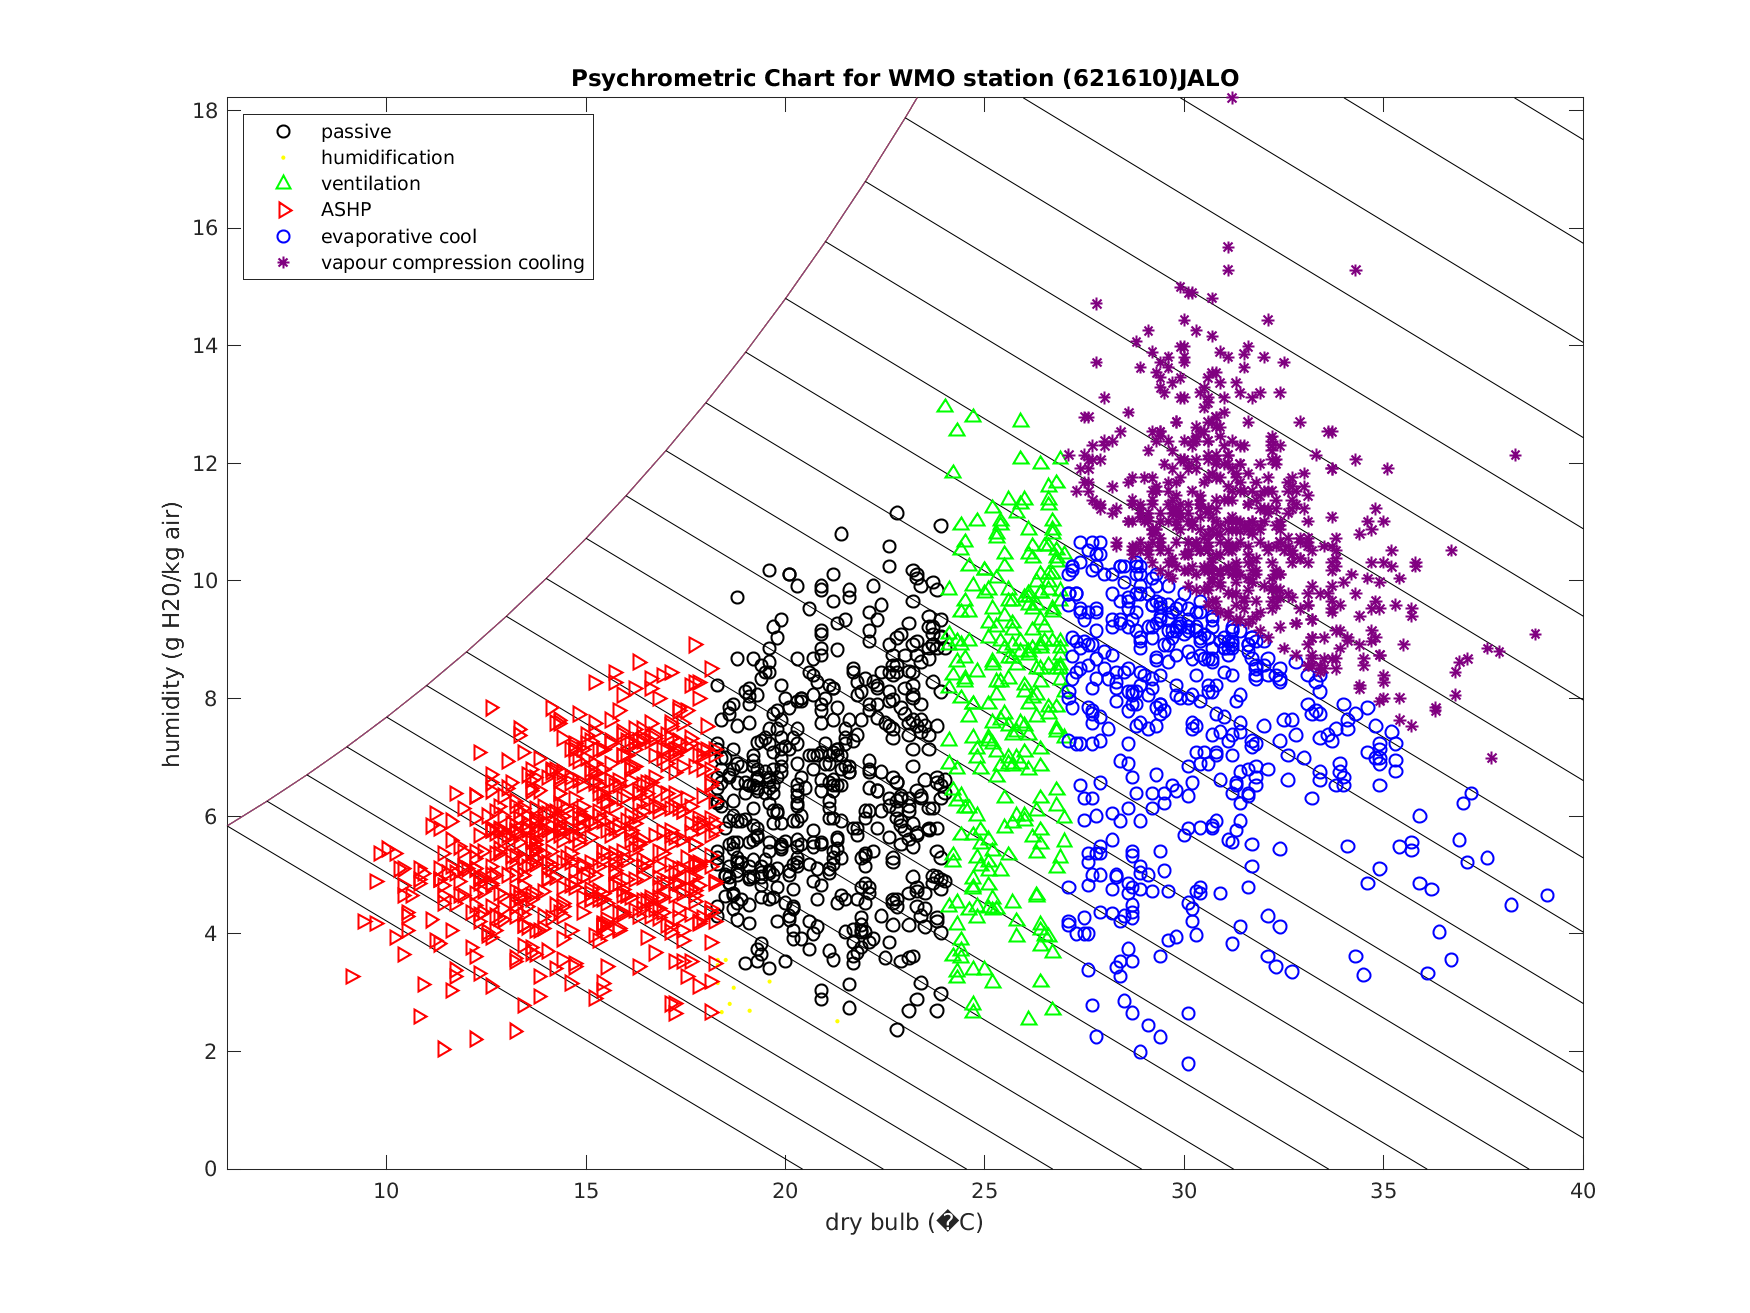 Psychrometric Chart for WMO station (621610)JALO
passive
humidification
ventilation
ASHP
evaporative cool
vapour compression cooling
humidity (g H20/kg air)
18
16
14
12
10
8
6
4
2
0
10 15 20 25 30 35 40
dry bulb (�C)